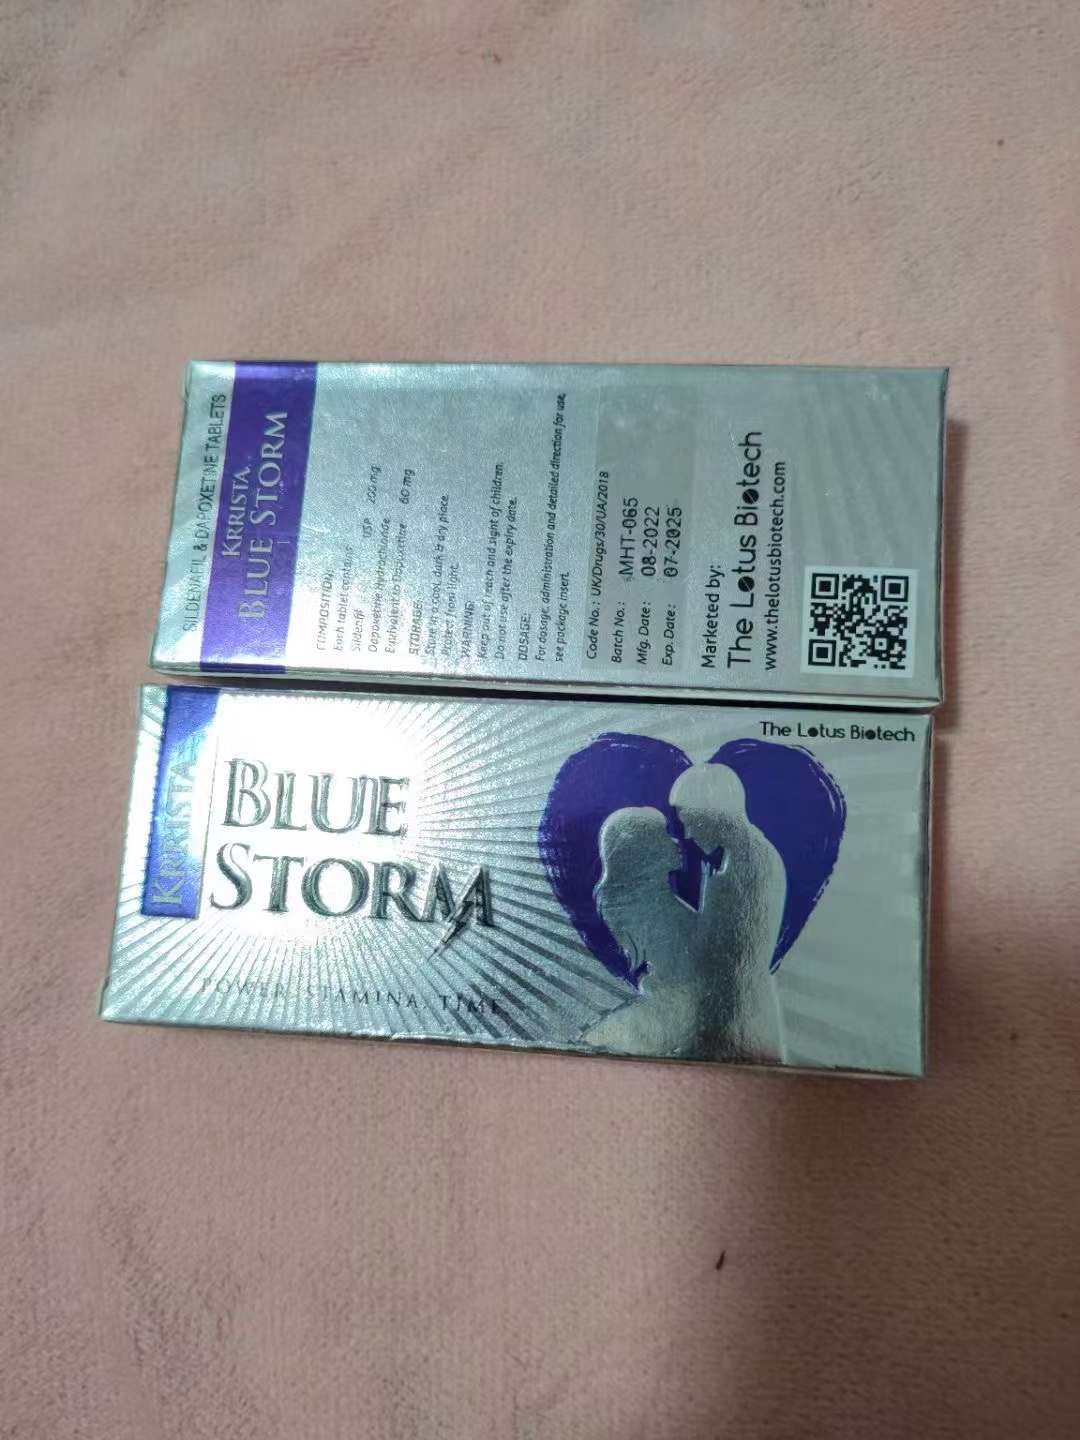 SILDENAFIL & DAPOXETINE TABLETS
KRRISTA
BLUE STORM
COMPOSITION:
Each tablet contains
Sildenafil USP 200 mg
Dapoxetine Hydrochloride
Equivalent to Dapoxetine 60 mg
STORAGE:
Store in a cool, dark & dry place.
Protect from light.
WARNING:
Keep out of reach and sight of children.
Do not use after the expiry date.
DOSAGE:
For dosage, administration and detailed direction for use,
see package insert.
Code No.: UK/Drugs/30/UA/2018
Batch No.: MHT-065
Mfg. Date: 08-2022
Exp. Date: 07-2025
Marketed by:
The Lotus Biotech
www.thelotusbiotech.com
KRRISTA
BLUE
STORM
POWER, STAMINA, TIME
The Lotus Biotech